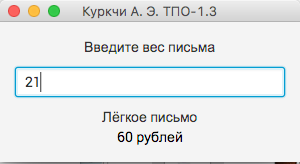 Куркчи А. Э. ТПО-1.3
Введите вес письма
21
Лёгкое письмо
60 рублей